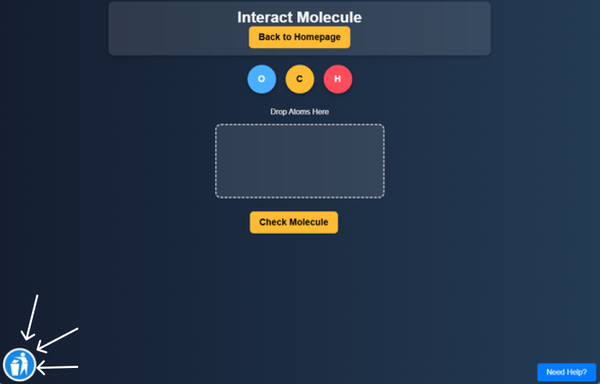 Interact Molecule
Back to Homepage
O C H
Drop Atoms Here
Check Molecule
Need Help?